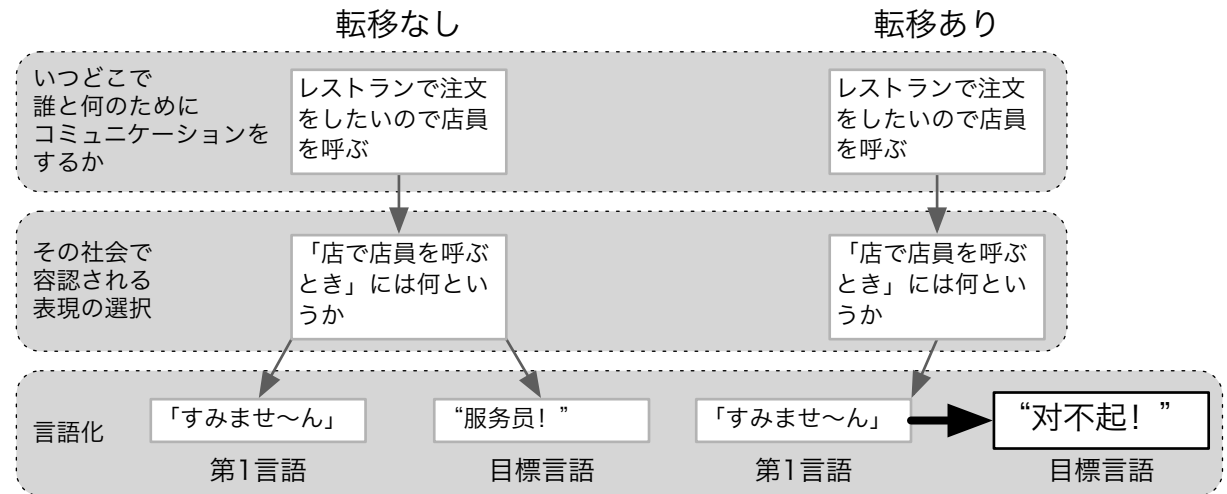 転移なし
転移あり
いつどこで
誰と何のために
コミュニケーションを
するか
レストランで注文
をしたいので店員
を呼ぶ
レストランで注文
をしたいので店員
を呼ぶ
その社会で
容認される
表現の選択
「店で店員を呼ぶ
とき」には何とい
うか
「店で店員を呼ぶ
とき」には何とい
うか
言語化
「すみませ〜ん」
“服务员！”
「すみませ〜ん」
“对不起！”
第1言語
目標言語
第1言語
目標言語